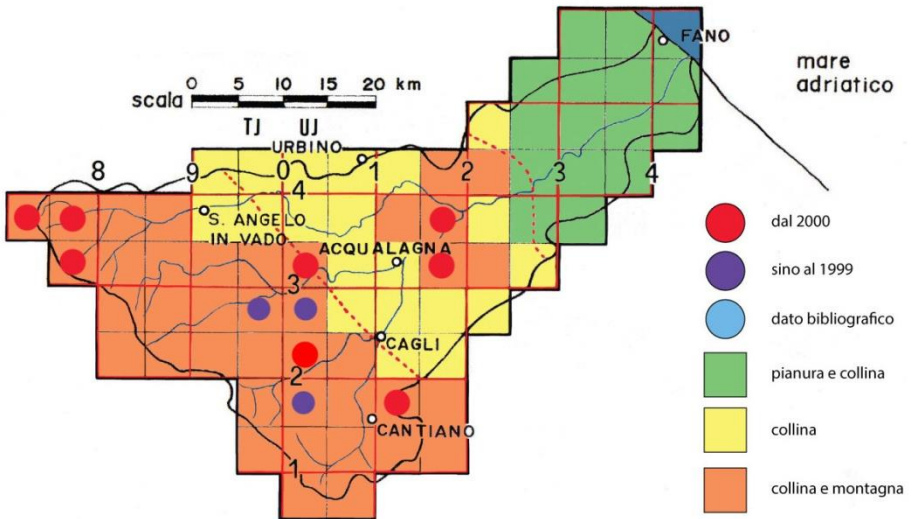 FANO
mare
adriatico
scala 0 5 10 15 20 km
TJ UJ
URBINO
8 9 0 1 2 3 4
4
S. ANGELO
IN VADO
ACQUALAGNA
3
CAGLI
2
CANTIANO
1
dal 2000
sino al 1999
dato bibliografico
pianura e collina
collina
collina e montagna